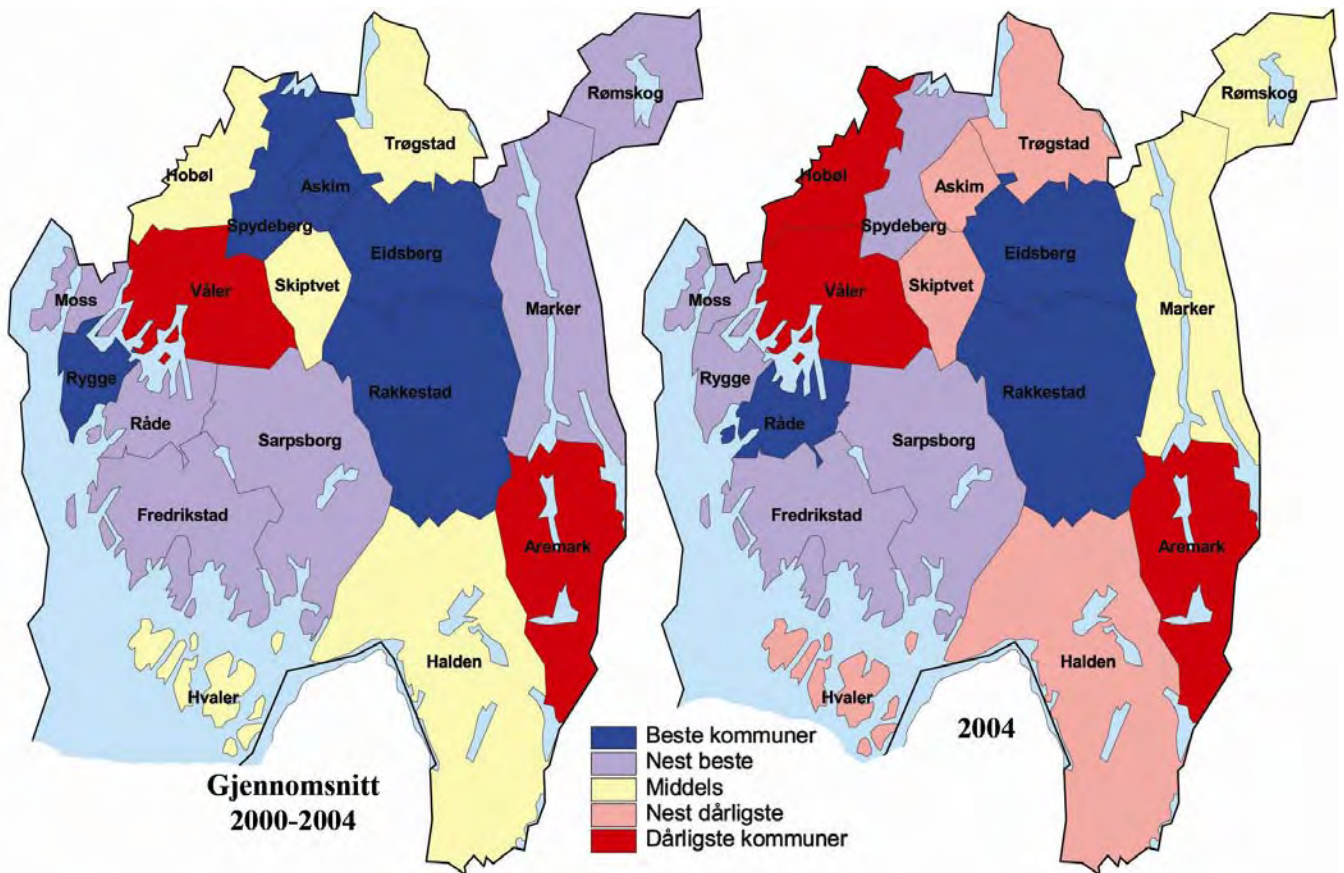 Rømskog
Trøgstad
Hobøl
Askim
Spydeberg
Eidsberg
Skiptvet
Våler
Moss
Marker
Rygge
Rakkestad
Råde
Sarpsborg
Fredrikstad
Aremark
Halden
Hvaler
Gjennomsnitt
2000-2004
Rømskog
Trøgstad
Hobøl
Askim
Spydeberg
Eidsberg
Skiptvet
Våler
Moss
Marker
Rygge
Rakkestad
Råde
Sarpsborg
Fredrikstad
Aremark
Halden
Hvaler
2004
Beste kommuner
Nest beste
Middels
Nest dårligste
Dårligste kommuner